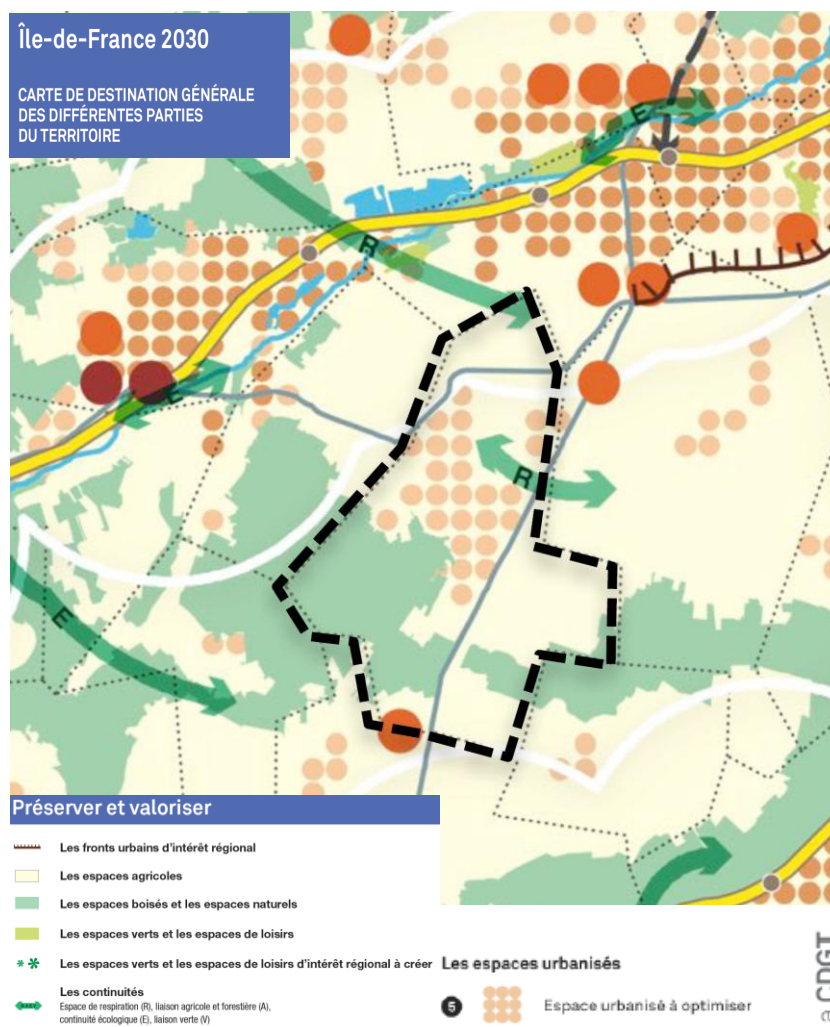 Île-de-France 2030
CARTE DE DESTINATION GÉNÉRALE
DES DIFFÉRENTES PARTIES
DU TERRITOIRE
E
R
E
R
E
Préserver et valoriser
Les fronts urbains d'intérêt régional
Les espaces agricoles
Les espaces boisés et les espaces naturels
Les espaces verts et les espaces de loisirs
Les espaces verts et les espaces de loisirs d'intérêt régional à créer
Les continuités
Espace de respiration (R), liaison agricole et forestière (A),
continuité écologique (E), liaison verte (V)
Les espaces urbanisés
5 Espace urbanisé à optimiser
a CDGT